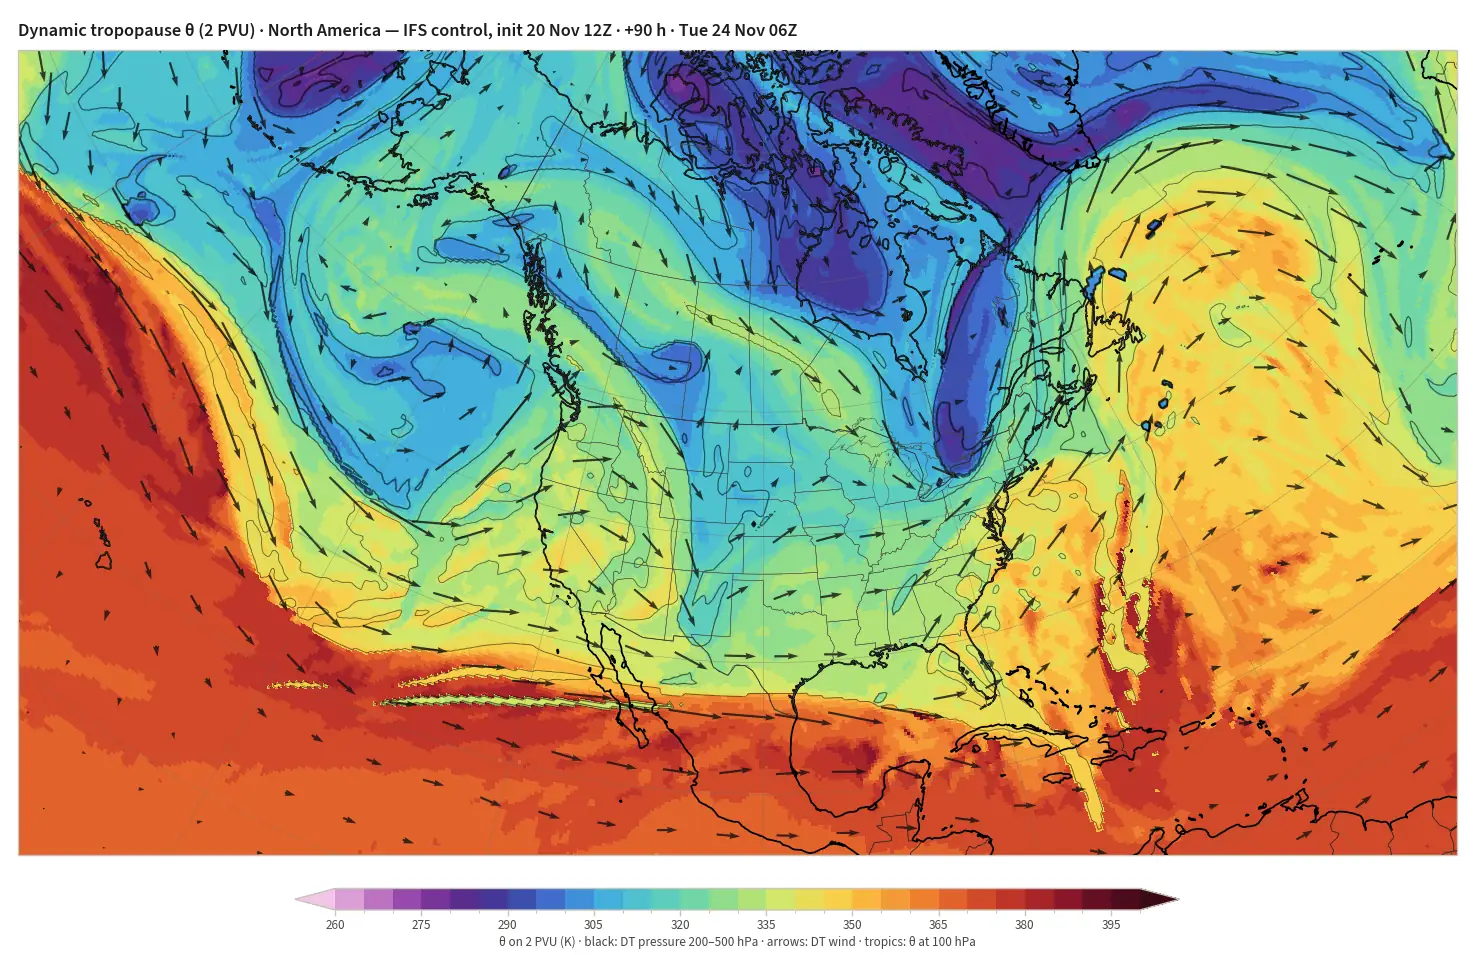 Dynamic tropopause θ (2 PVU) · North America — IFS control, init 20 Nov 12Z · +90 h · Tue 24 Nov 06Z
260 275 290 305 320 335 350 365 380 395
θ on 2 PVU (K) · black: DT pressure 200–500 hPa · arrows: DT wind · tropics: θ at 100 hPa